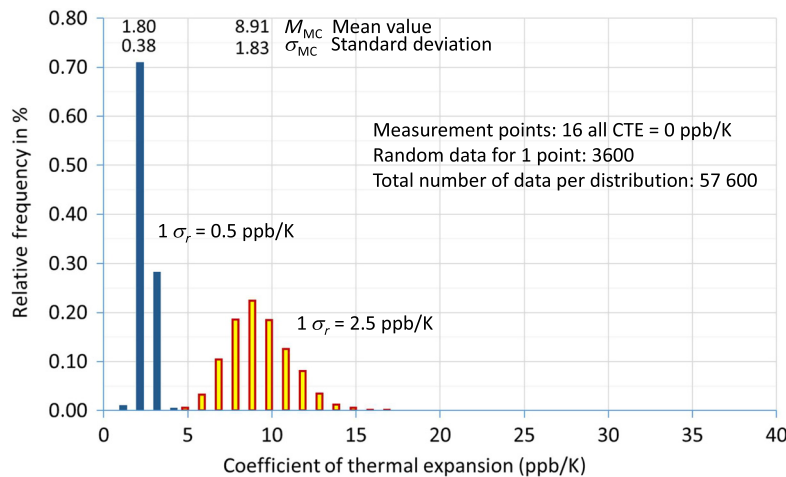 0.80
1.80 8.91 M_MC Mean value
0.38 1.83 σ_MC Standard deviation
0.70
0.60
Measurement points: 16 all CTE = 0 ppb/K
Random data for 1 point: 3600
0.50
Total number of data per distribution: 57 600
0.40
1 σ_r = 0.5 ppb/K
0.30
0.20
1 σ_r = 2.5 ppb/K
0.10
0.00
Relative frequency in %
0 5 10 15 20 25 30 35 40
Coefficient of thermal expansion (ppb/K)